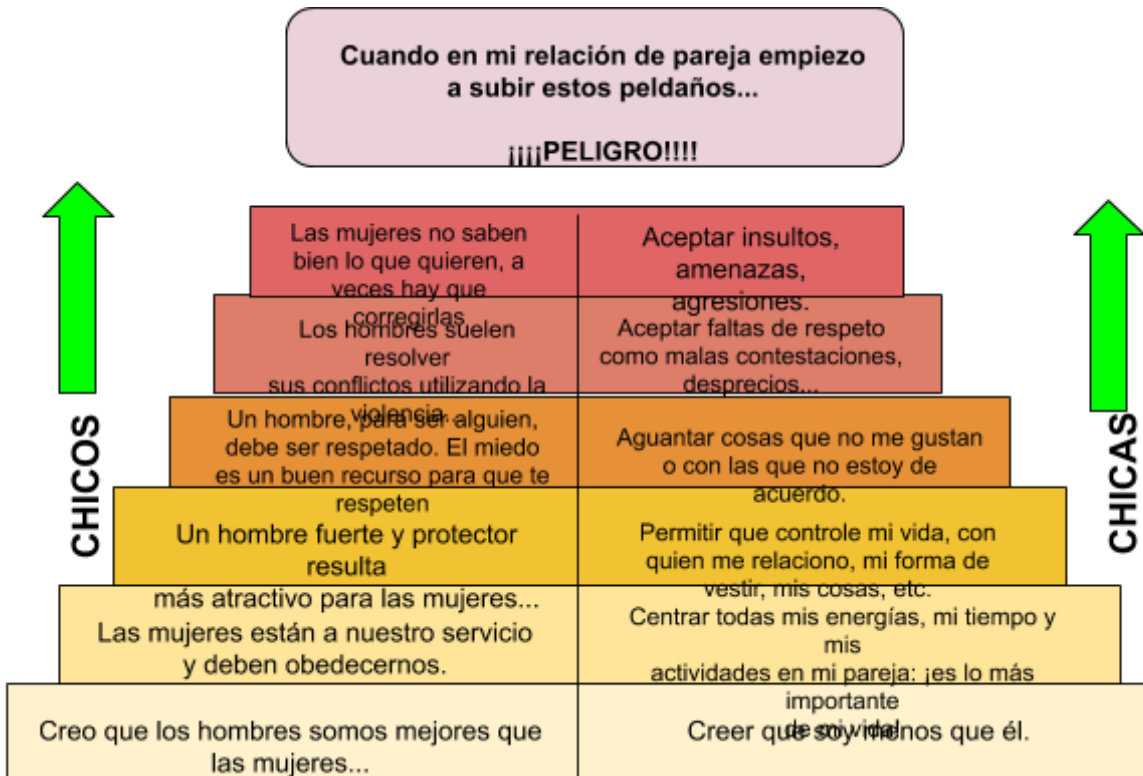 Cuando en mi relación de pareja empiezo
a subir estos peldaños...
¡¡¡¡PELIGRO!!!!
CHICOS
Las mujeres no saben
bien lo que quieren, a
veces hay que
corregirlas
Aceptar insultos,
amenazas,
agresiones.
Los hombres suelen
resolver
sus conflictos utilizando la
violencia...
Aceptar faltas de respeto
como malas contestaciones,
desprecios...
Un hombre, para ser alguien,
debe ser respetado. El miedo
es un buen recurso para que te
respeten
Aguantar cosas que no me gustan
o con las que no estoy de
acuerdo.
Un hombre fuerte y protector
resulta
más atractivo para las mujeres...
Permitir que controle mi vida, con
quien me relaciono, mi forma de
vestir, mis cosas, etc.
Las mujeres están a nuestro servicio
y deben obedecernos.
Centrar todas mis energías, mi tiempo y
mis
actividades en mi pareja: ¡es lo más
importante
de mi vida!
Creo que los hombres somos mejores que
las mujeres...
Creer que soy menos que él.
CHICAS